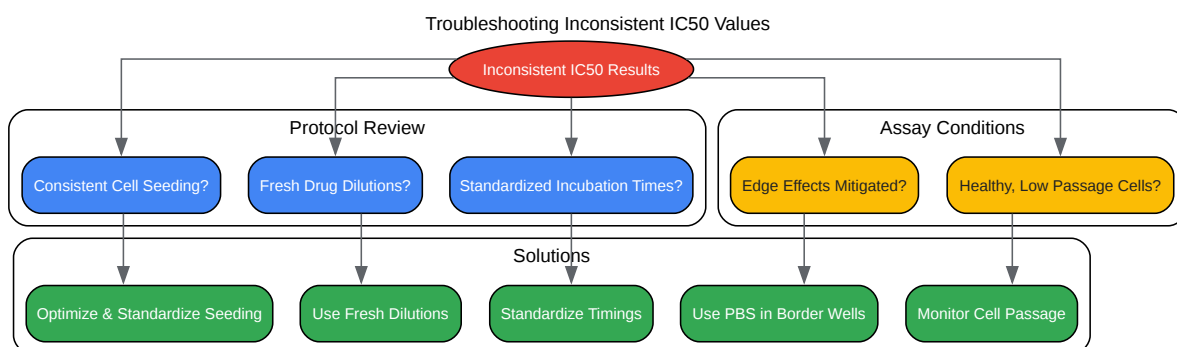 Troubleshooting Inconsistent IC50 Values
Inconsistent IC50 Results
Protocol Review
Assay Conditions
Consistent Cell Seeding?
Fresh Drug Dilutions?
Standardized Incubation Times?
Edge Effects Mitigated?
Healthy, Low Passage Cells?
Solutions
Optimize & Standardize Seeding
Use Fresh Dilutions
Standardize Timings
Use PBS in Border Wells
Monitor Cell Passage